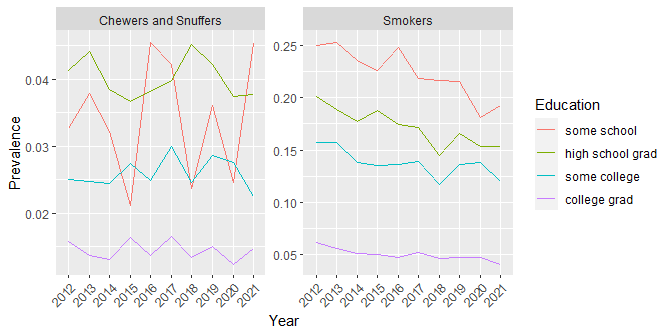 Chewers and Snuffers
Smokers
Prevalence
0.04
0.03
0.02
0.25
0.20
0.15
0.10
0.05
2012 2013 2014 2015 2016 2017 2018 2019 2020 2021
2012 2013 2014 2015 2016 2017 2018 2019 2020 2021
Year
Education
some school
high school grad
some college
college grad